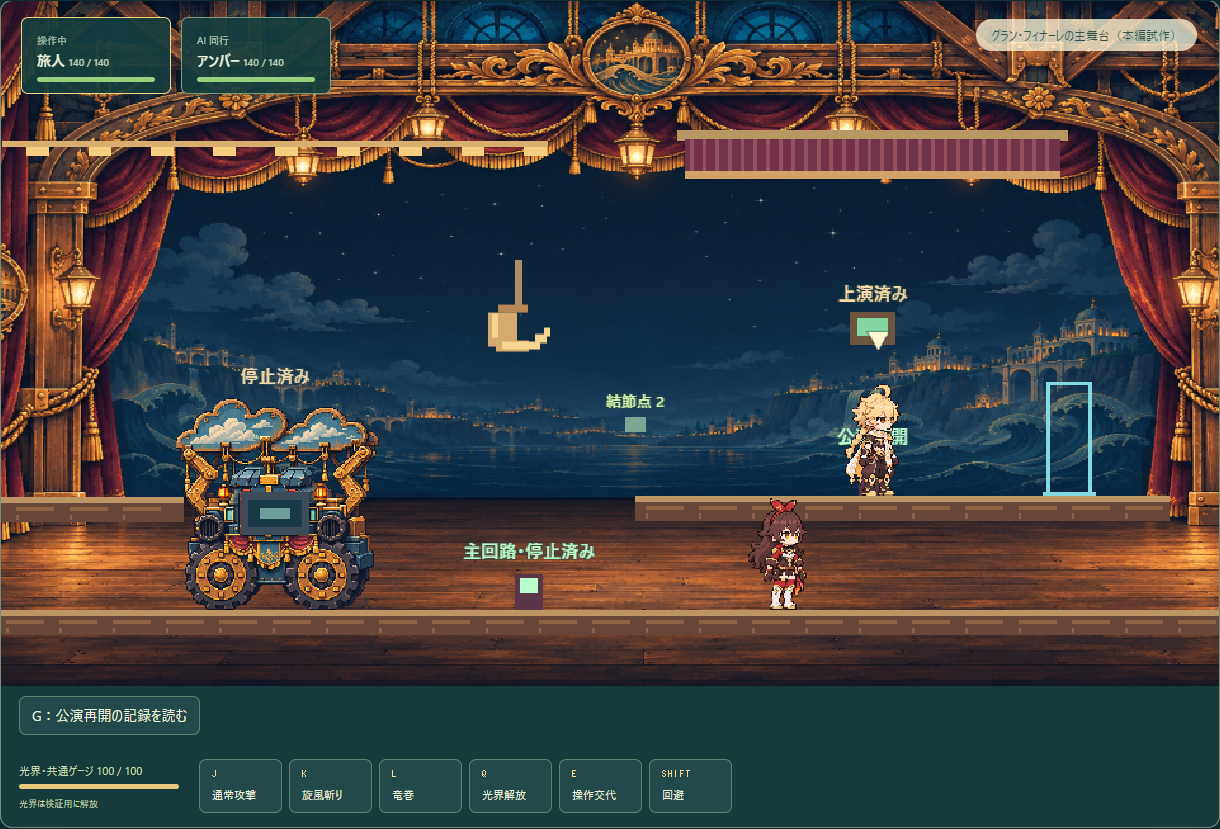 操作中
旅人 140 / 140
AI 同行
アンバー 140 / 140
グラン・フィナーレの主舞台（本編試作）
上演済み
停止済み
結節点 2
公 開
主回路・停止済み
G：公演再開の記録を読む
光界・共通ゲージ 100 / 100
光界は検証用に解放
J
通常攻撃
K
旋風斬り
L
竜巻
Q
光界解放
E
操作交代
SHIFT
回避